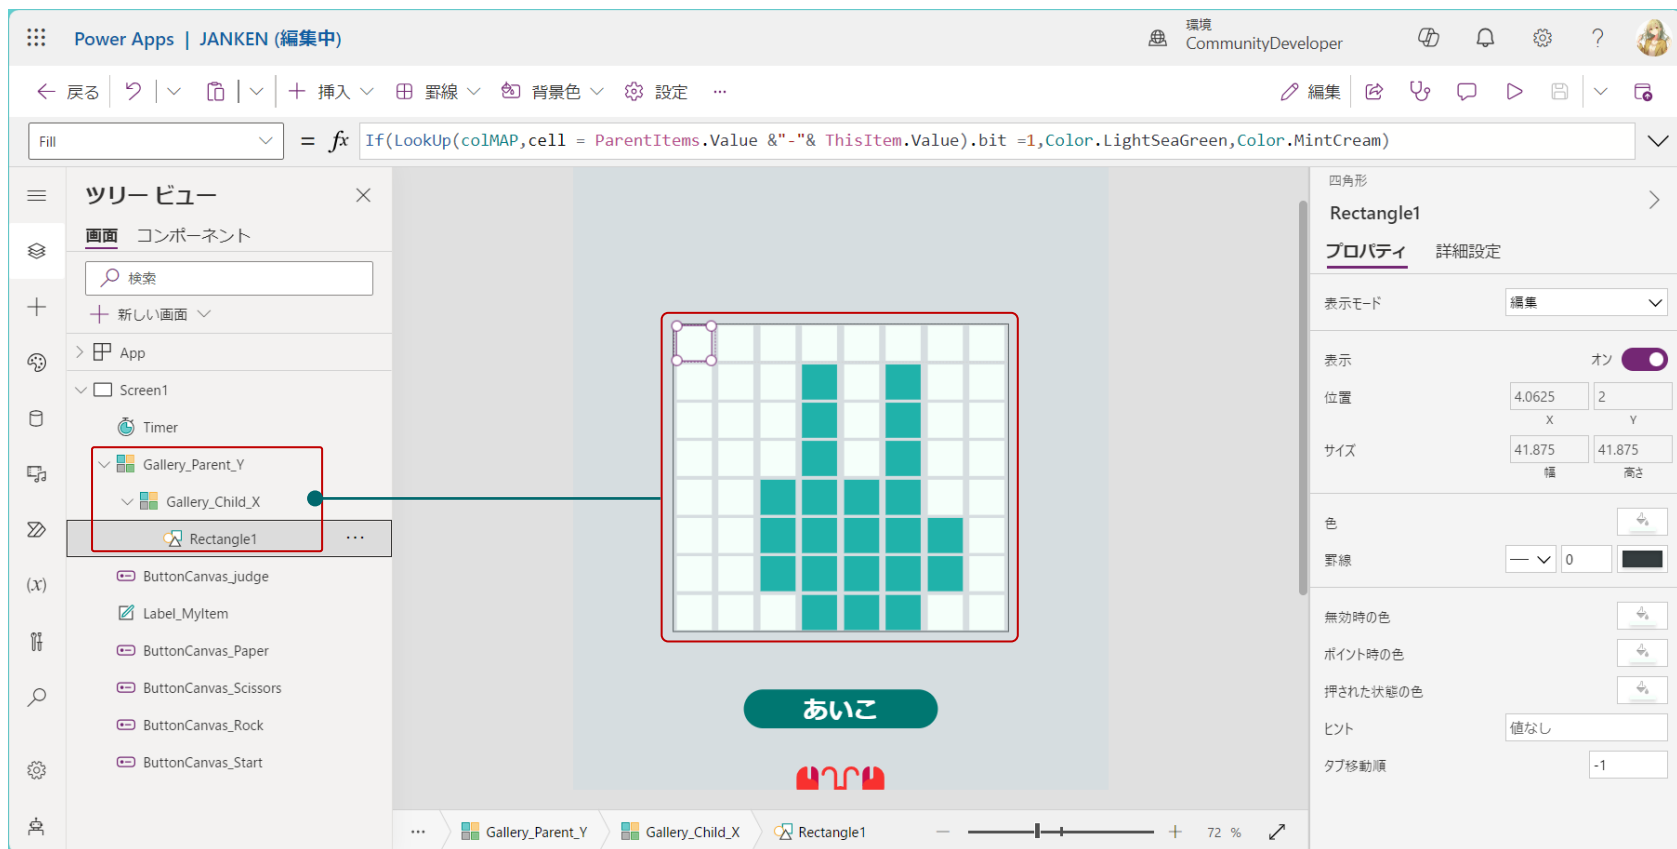 Power Apps | JANKEN (編集中)
環境
CommunityDeveloper
戻る
挿入
罫線
背景色
設定
編集
Fill
= fx If(LookUp(colMAP,cell = ParentItems.Value &"-"& ThisItem.Value).bit =1,Color.LightSeaGreen,Color.MintCream)
ツリー ビュー
画面 コンポーネント
検索
新しい画面
App
Screen1
Timer
Gallery_Parent_Y
Gallery_Child_X
Rectangle1
ButtonCanvas_judge
Label_MyItem
ButtonCanvas_Paper
ButtonCanvas_Scissors
ButtonCanvas_Rock
ButtonCanvas_Start
あいこ
Gallery_Parent_Y
Gallery_Child_X
Rectangle1
72 %
四角形
Rectangle1
プロパティ 詳細設定
表示モード 編集
表示 オン
位置 4.0625 2
X Y
サイズ 41.875 41.875
幅 高さ
色
罫線 0
無効時の色
ポイント時の色
押された状態の色
ヒント 値なし
タブ移動順 -1